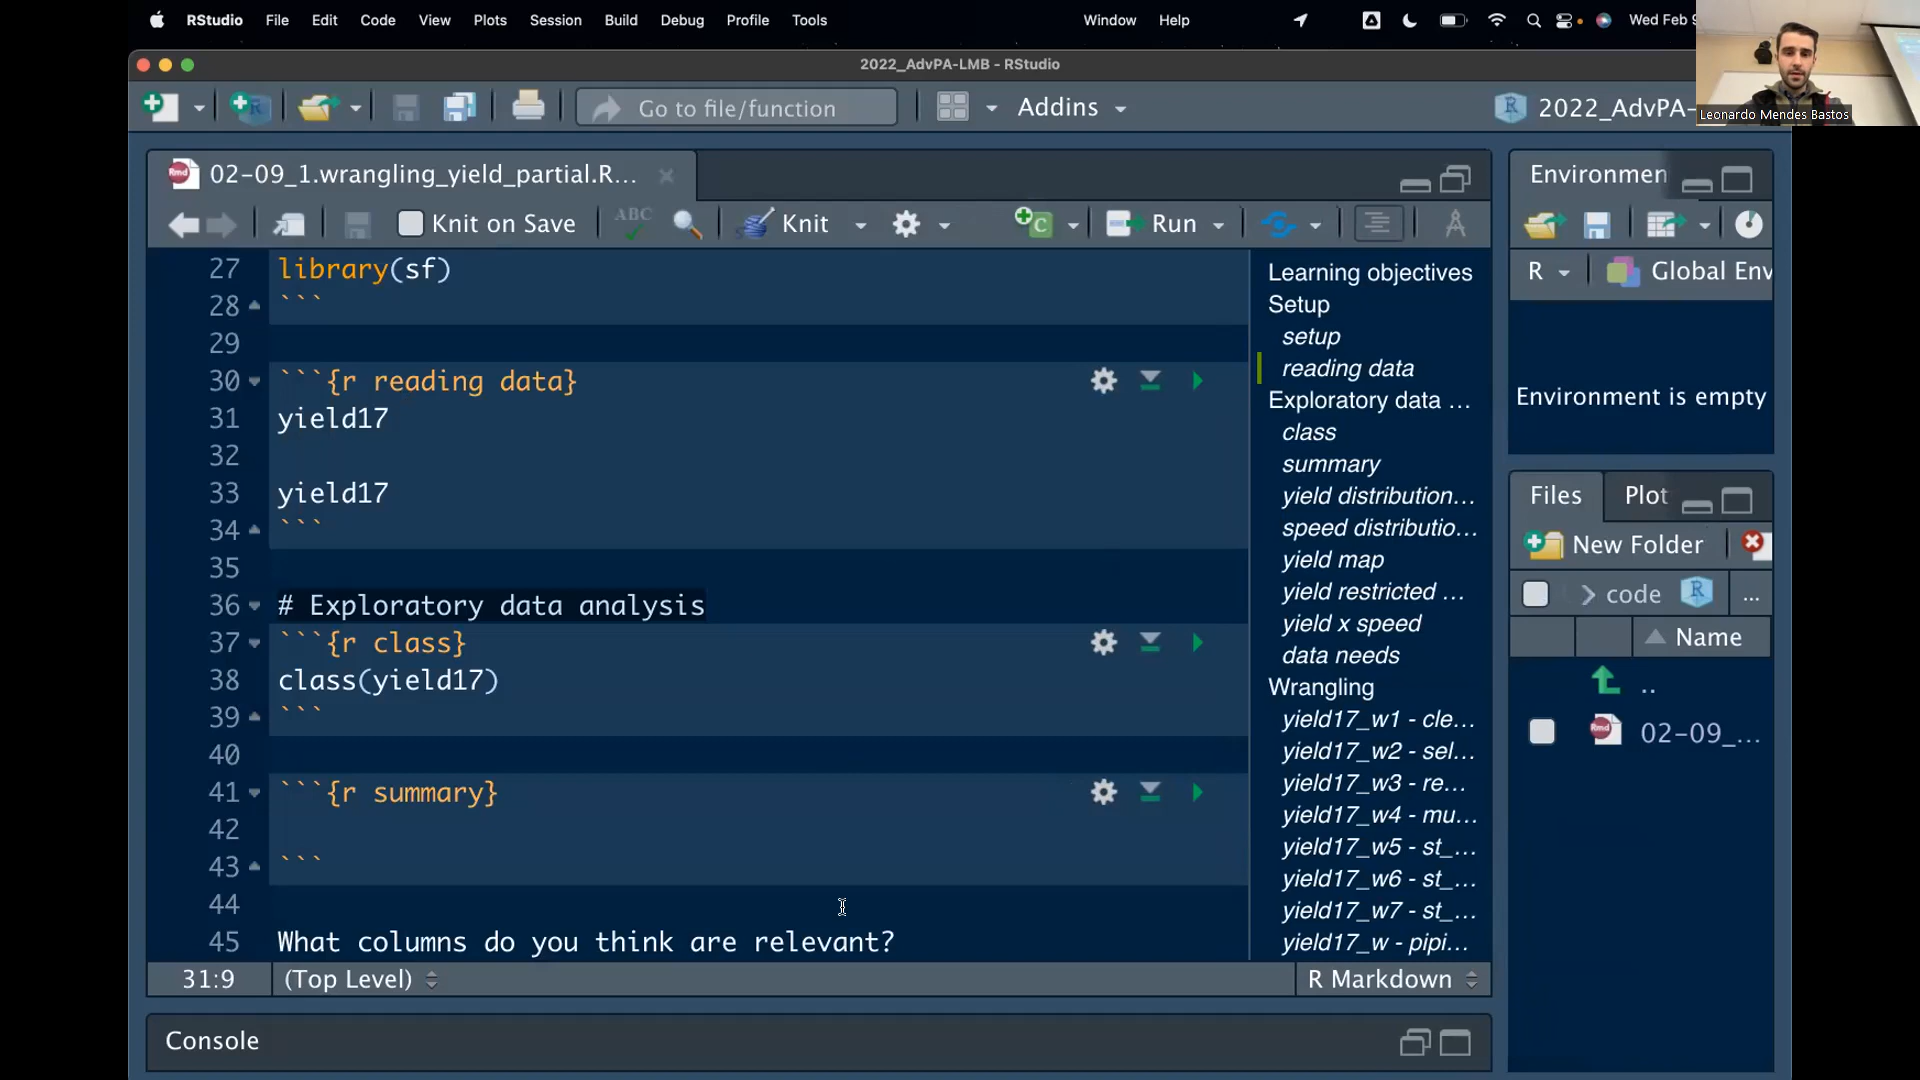 RStudio File Edit Code View Plots Session Build Debug Profile Tools Window Help Wed Feb 9
2022_AdvPA-LMB - RStudio
Leonardo Mendes Bastos
Go to file/function Addins 2022_AdvPA-
02-09_1.wrangling_yield_partial.R...
Knit on Save ABC Knit Run
27 library(sf)
28 ```
29
30 ```{r reading data}
31 yield17
32
33 yield17
34 ```
35
36 # Exploratory data analysis
37 ```{r class}
38 class(yield17)
39 ```
40
41 ```{r summary}
42
43 ```
44
45 What columns do you think are relevant?
31:9 (Top Level) R Markdown
Console
Learning objectives
Setup
setup
reading data
Exploratory data ...
class
summary
yield distribution...
speed distributio...
yield map
yield restricted ...
yield x speed
data needs
Wrangling
yield17_w1 - cle...
yield17_w2 - sel...
yield17_w3 - re...
yield17_w4 - mu...
yield17_w5 - st_...
yield17_w6 - st_...
yield17_w7 - st_...
yield17_w - pipi...
Environmen
R Global Env
Environment is empty
Files Plot
New Folder
code ...
Name
..
Rmd 02-09_...